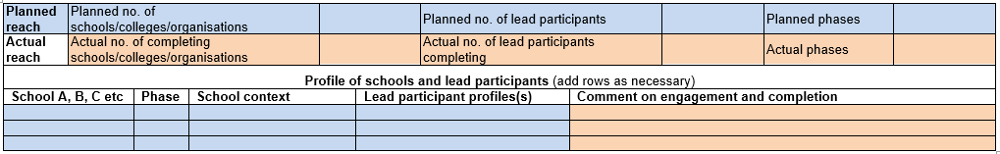 Planned reach
Planned no. of schools/colleges/organisations
Planned no. of lead participants
Planned phases
Actual reach
Actual no. of completing schools/colleges/organisations
Actual no. of lead participants completing
Actual phases
Profile of schools and lead participants (add rows as necessary)
School A, B, C etc
Phase
School context
Lead participant profiles(s)
Comment on engagement and completion